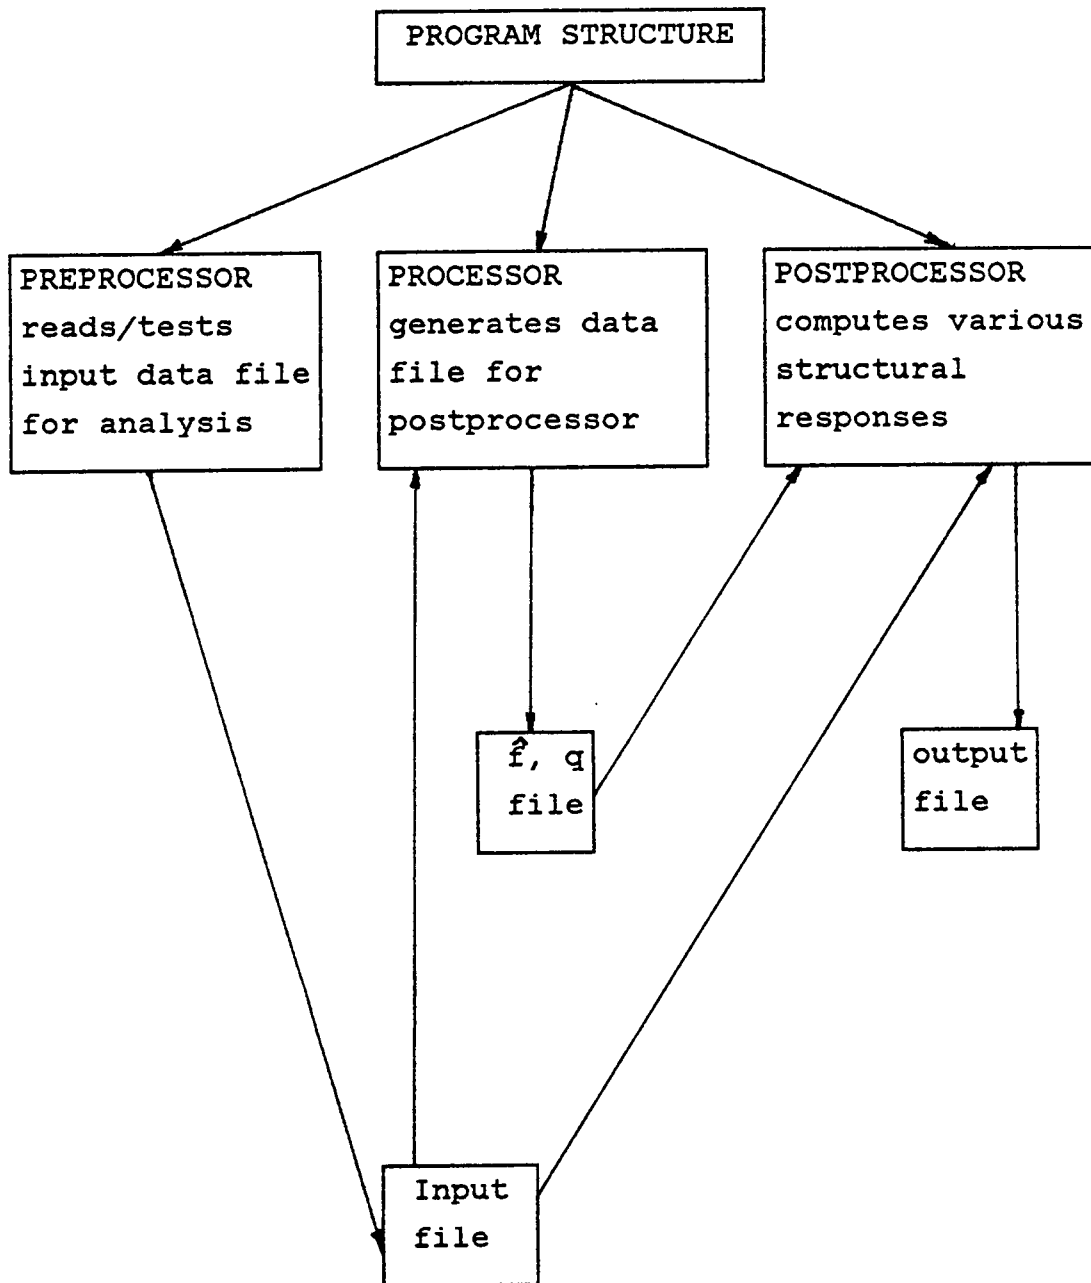 PROGRAM STRUCTURE
PREPROCESSOR
reads/tests
input data file
for analysis
PROCESSOR
generates data
file for
postprocessor
POSTPROCESSOR
computes various
structural
responses
f̂, q
file
output
file
Input
file